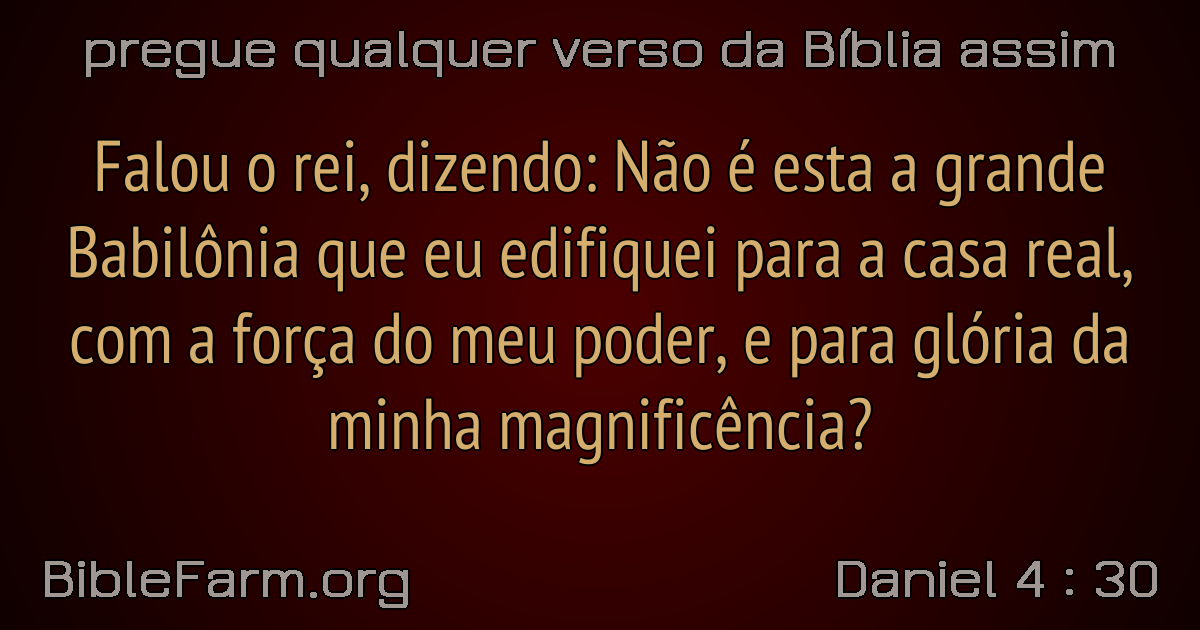 pregue qualquer verso da Bíblia assim
Falou o rei, dizendo: Não é esta a grande
Babilônia que eu edifiquei para a casa real,
com a força do meu poder, e para glória da
minha magnificência?
BibleFarm.org
Daniel 4 : 30